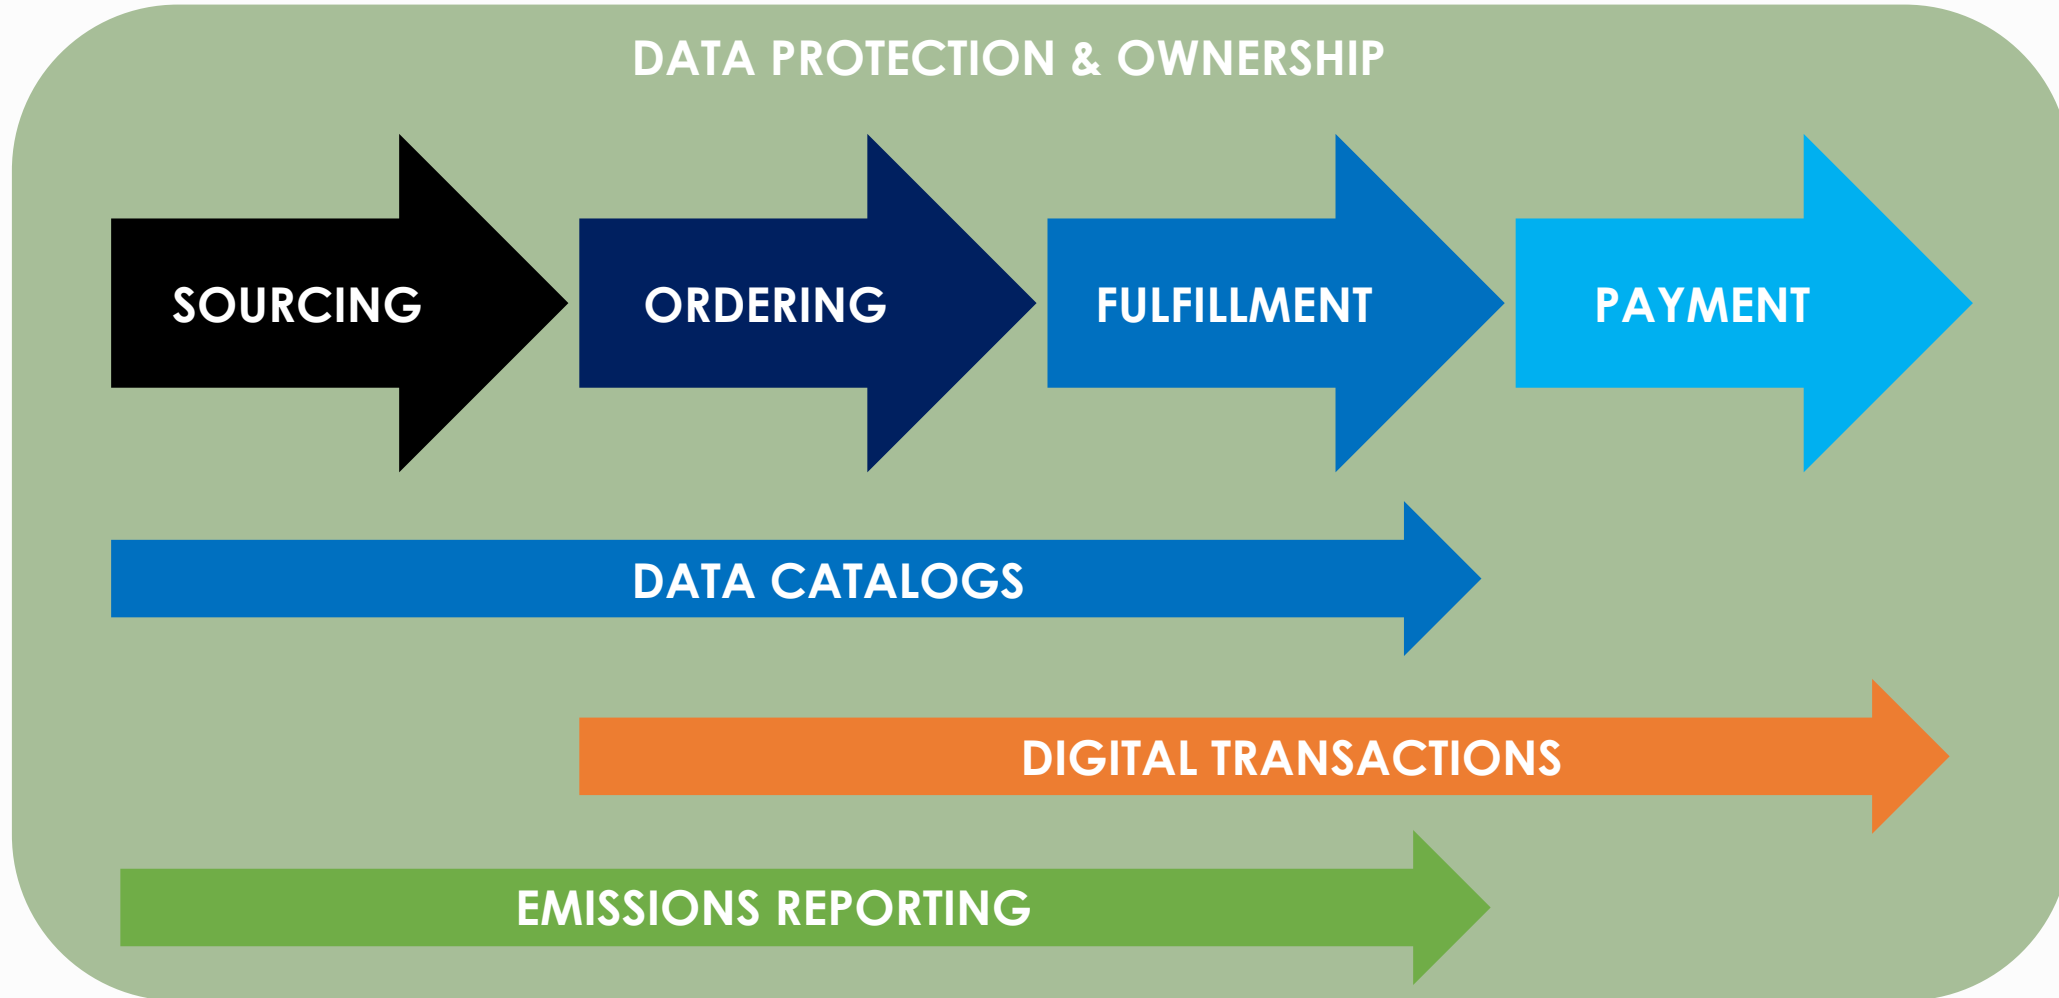 DATA PROTECTION & OWNERSHIP
SOURCING
ORDERING
FULFILLMENT
PAYMENT
DATA CATALOGS
DIGITAL TRANSACTIONS
EMISSIONS REPORTING